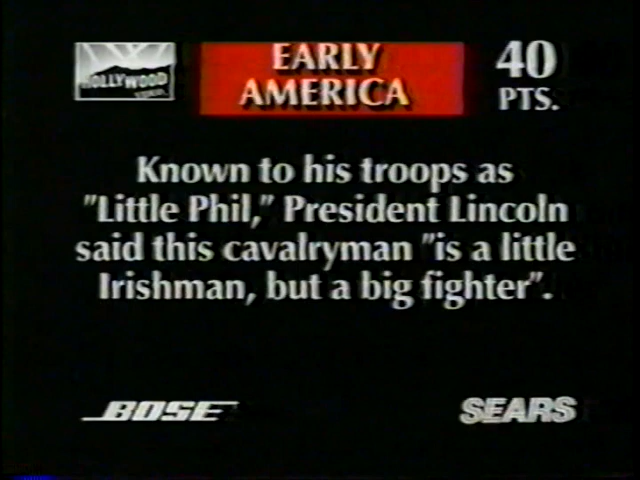 HOLLYWOOD
VIDEO
EARLY
AMERICA
40
PTS.
Known to his troops as
"Little Phil," President Lincoln
said this cavalryman "is a little
Irishman, but a big fighter".
BOSE
SEARS